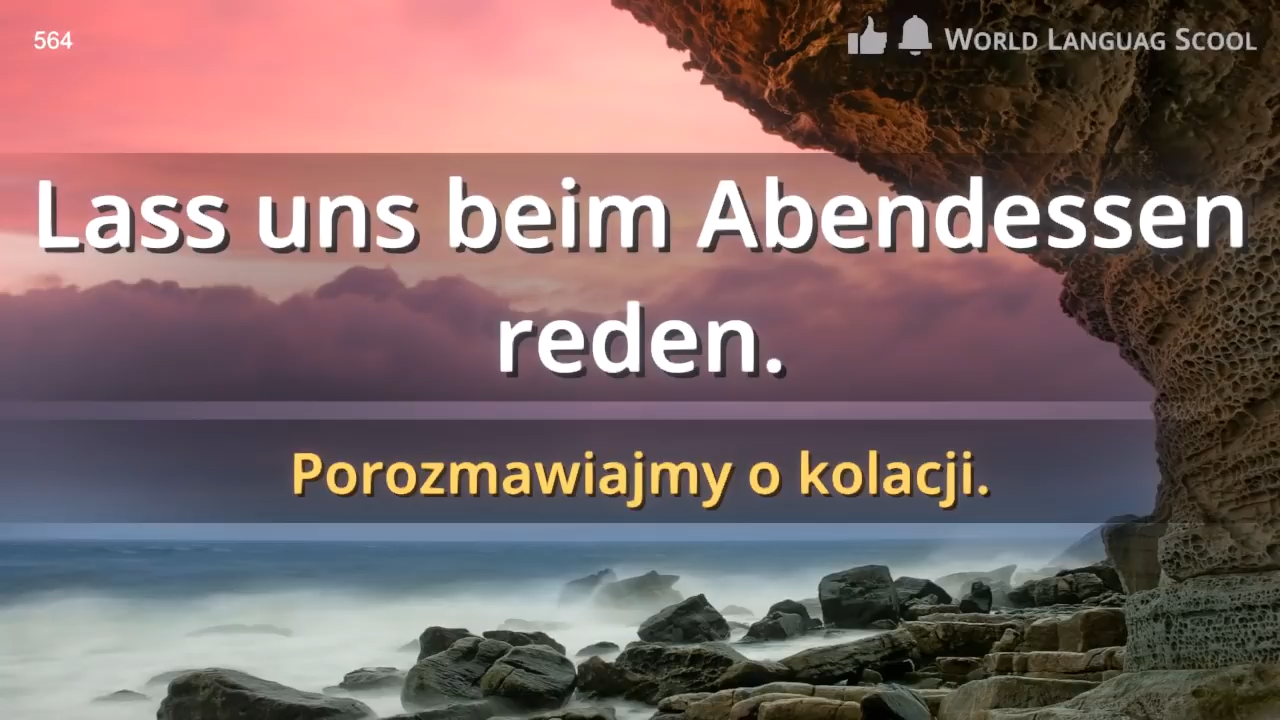 564
World Languag Scool
Lass uns beim Abendessen
reden.
Porozmawiajmy o kolacji.